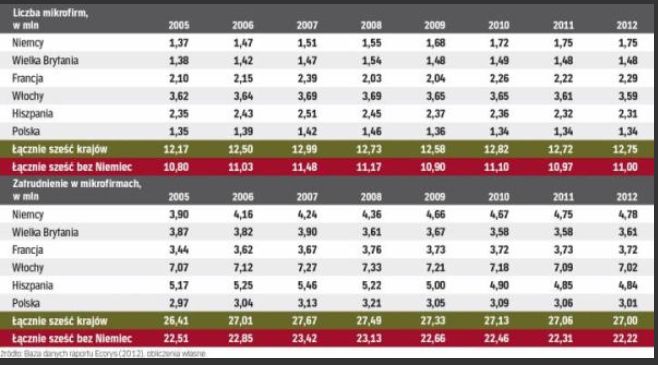 Liczba mikrofirm,
w mln 2005 2006 2007 2008 2009 2010 2011 2012
Niemcy 1,37 1,47 1,51 1,55 1,68 1,72 1,75 1,75
Wielka Brytania 1,38 1,42 1,47 1,54 1,48 1,49 1,48 1,48
Francja 2,10 2,15 2,39 2,03 2,04 2,26 2,22 2,29
Włochy 3,62 3,64 3,69 3,69 3,65 3,65 3,61 3,59
Hiszpania 2,35 2,43 2,51 2,45 2,37 2,36 2,32 2,31
Polska 1,35 1,39 1,42 1,46 1,36 1,34 1,34 1,34
Łącznie sześć krajów 12,17 12,50 12,99 12,73 12,58 12,82 12,72 12,75
Łącznie sześć bez Niemiec 10,80 11,03 11,48 11,17 10,90 11,10 10,97 11,00
Zatrudnienie w mikrofirmach,
w mln 2005 2006 2007 2008 2009 2010 2011 2012
Niemcy 3,90 4,16 4,24 4,36 4,66 4,67 4,75 4,78
Wielka Brytania 3,87 3,82 3,90 3,61 3,67 3,58 3,58 3,61
Francja 3,44 3,62 3,67 3,76 3,73 3,72 3,73 3,72
Włochy 7,07 7,12 7,27 7,33 7,21 7,18 7,09 7,02
Hiszpania 5,17 5,25 5,46 5,22 5,00 4,90 4,85 4,84
Polska 2,97 3,04 3,13 3,21 3,05 3,09 3,06 3,01
Łącznie sześć krajów 26,41 27,01 27,67 27,49 27,33 27,13 27,06 27,00
Łącznie sześć bez Niemiec 22,51 22,85 23,42 23,13 22,66 22,46 22,31 22,22
Źródło: Baza danych raportu Ecorys (2012), obliczenia własne